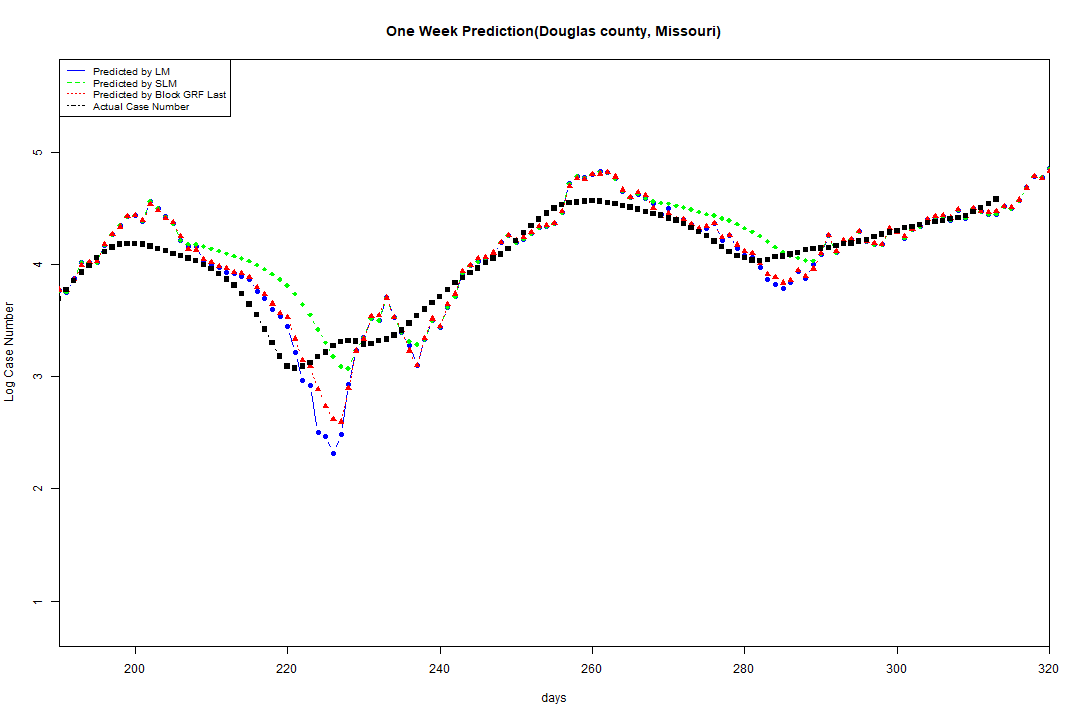 One Week Prediction(Douglas county, Missouri)
Predicted by LM
Predicted by SLM
Predicted by Block GRF Last
Actual Case Number
5
4
3
2
1
Log Case Number
200 220 240 260 280 300 320
days